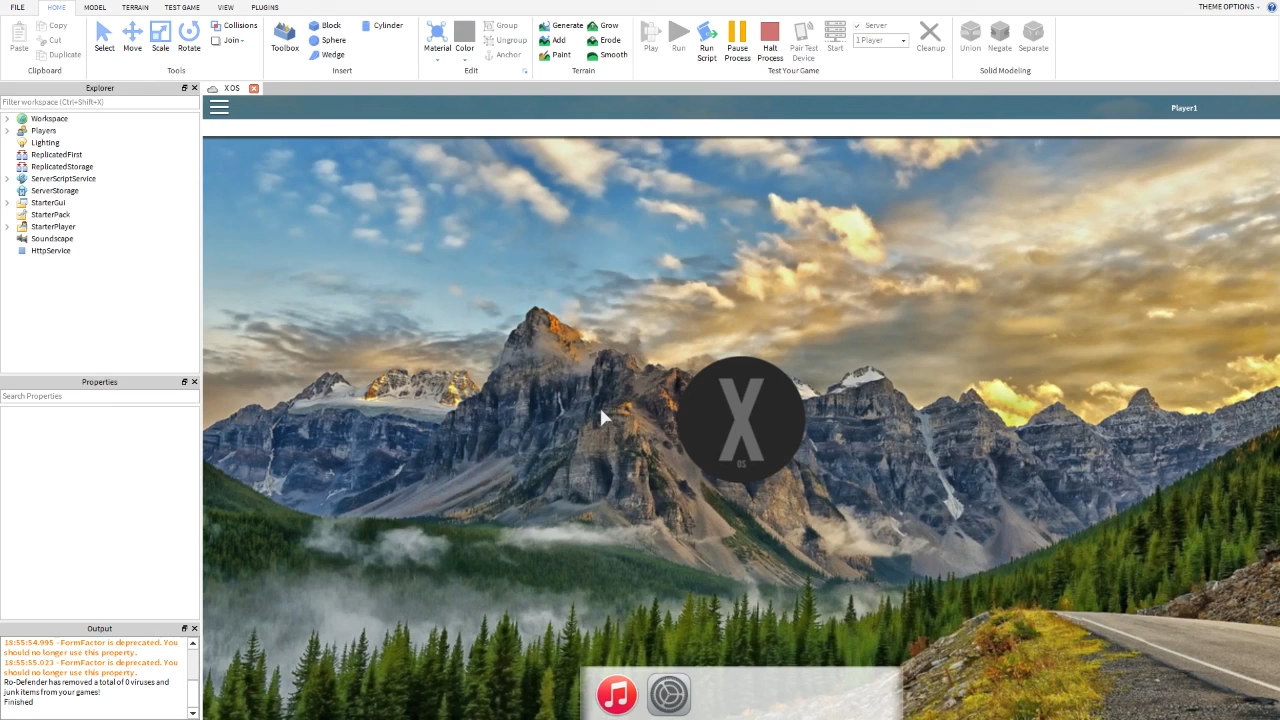 FILE HOME MODEL TERRAIN TEST GAME VIEW PLUGINS THEME OPTIONS
Paste
Copy
Cut
Duplicate
Clipboard
Select
Move
Scale
Rotate
Collisions
Join
Tools
Toolbox
Block
Sphere
Wedge
Cylinder
Insert
Material
Color
Group
Ungroup
Anchor
Edit
Generate
Add
Paint
Grow
Erode
Smooth
Terrain
Play
Run
Run Script
Pause Process
Halt Process
Pair Test Device
Start
Server
1 Player
Cleanup
Test Your Game
Union
Negate
Separate
Solid Modeling
Explorer
Filter workspace (Ctrl+Shift+X)
Workspace
Players
Lighting
ReplicatedFirst
ReplicatedStorage
ServerScriptService
ServerStorage
StarterGui
StarterPack
StarterPlayer
Soundscape
HttpService
Properties
Search Properties
Output
18:55:54.995 - FormFactor is deprecated. You
should no longer use this property.
18:55:55.023 - FormFactor is deprecated. You
should no longer use this property.
Ro-Defender has removed a total of 0 viruses and
junk items from your games!
Finished
XOS
Player1
X
OS